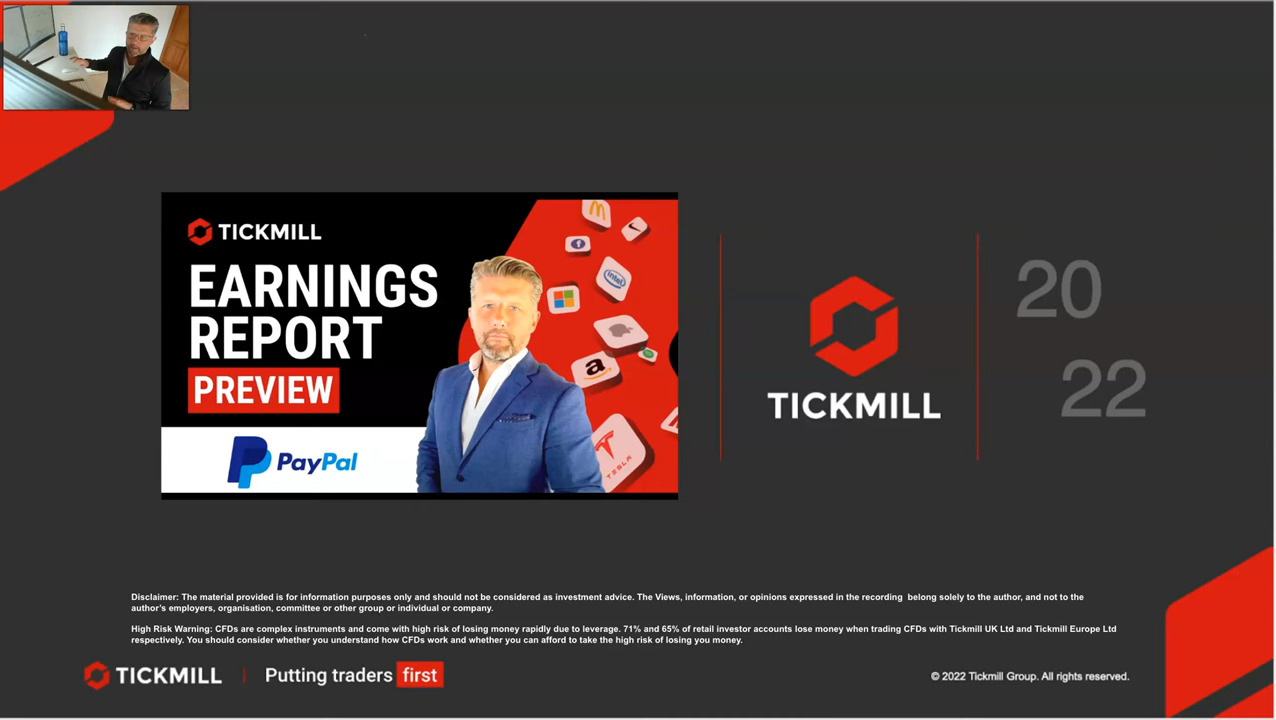 TICKMILL
EARNINGS
REPORT
PREVIEW
PayPal
intel
a
TESLA
TICKMILL
20
22
Disclaimer: The material provided is for information purposes only and should not be considered as investment advice. The Views, information, or opinions expressed in the recording belong solely to the author, and not to the
author's employers, organisation, committee or other group or individual or company.
High Risk Warning: CFDs are complex instruments and come with high risk of losing money rapidly due to leverage. 71% and 65% of retail investor accounts lose money when trading CFDs with Tickmill UK Ltd and Tickmill Europe Ltd
respectively. You should consider whether you understand how CFDs work and whether you can afford to take the high risk of losing you money.
TICKMILL | Putting traders first
© 2022 Tickmill Group. All rights reserved.